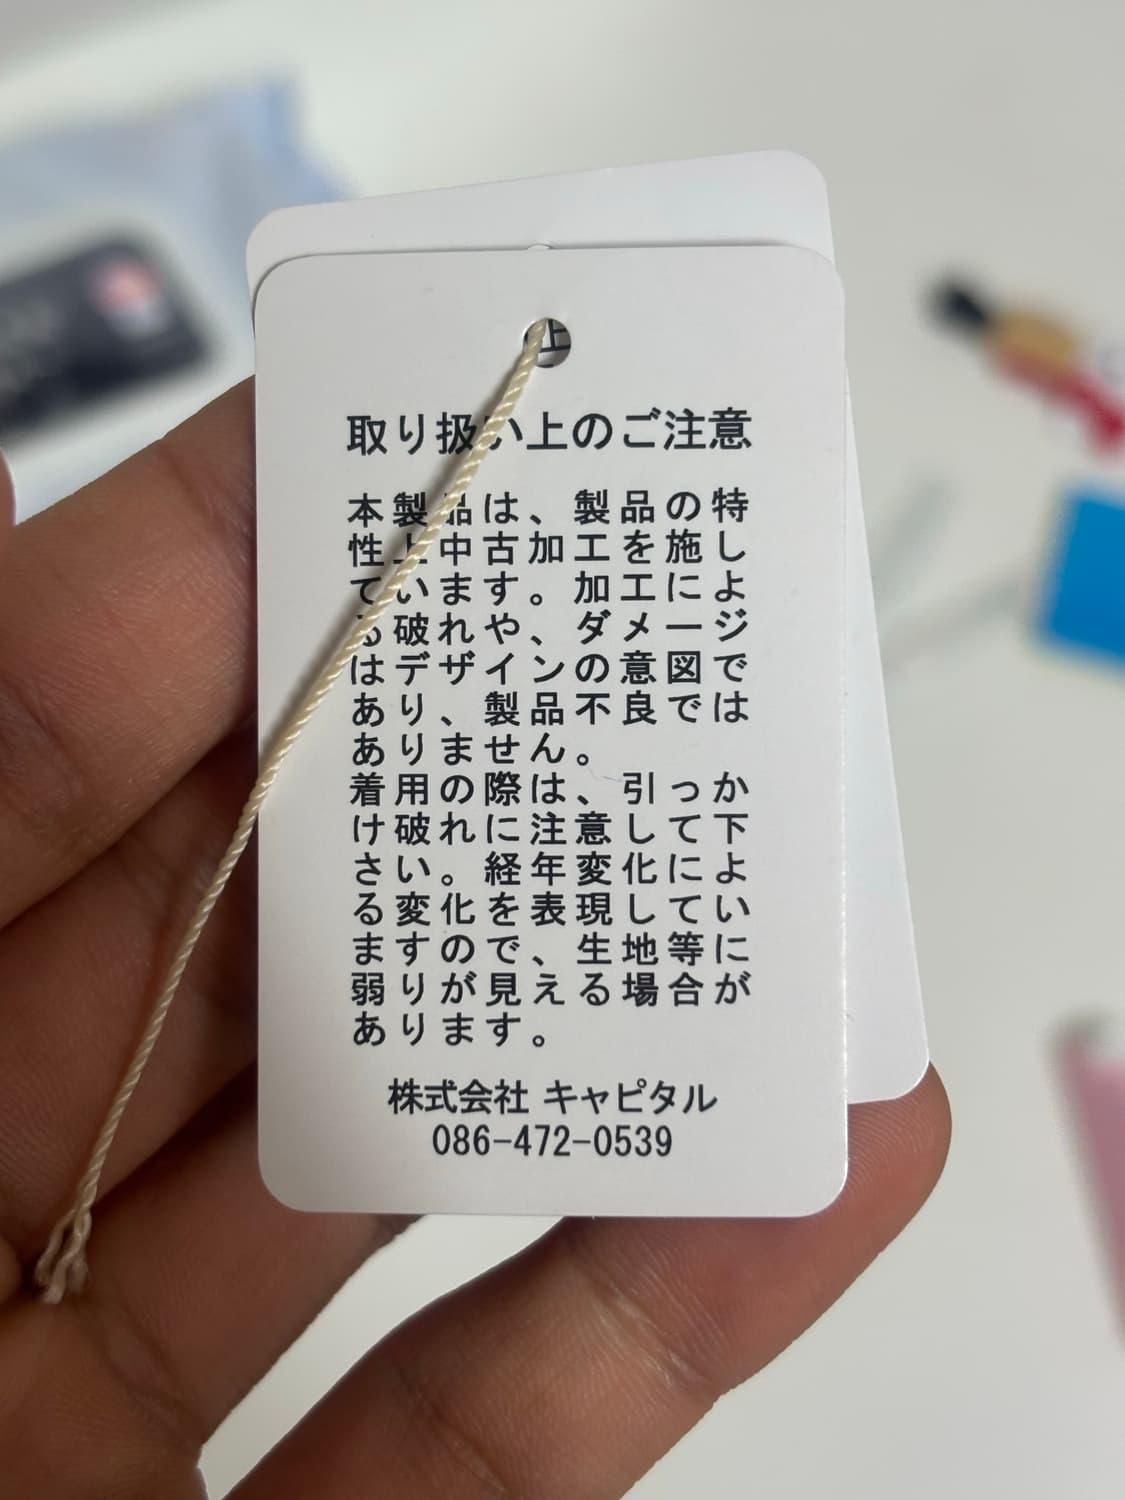 上
取り扱い上のご注意
本製品は、製品の特
性上中古加工を施し
ています。加工によ
る破れや、ダメージ
はデザインの意図で
あり、製品不良では
ありません。
着用の際は、引っか
け破れに注意して下
さい。経年変化によ
る変化を表現してい
ますので、生地等に
弱りが見える場合が
あります。
株式会社 キャピタル
086-472-0539